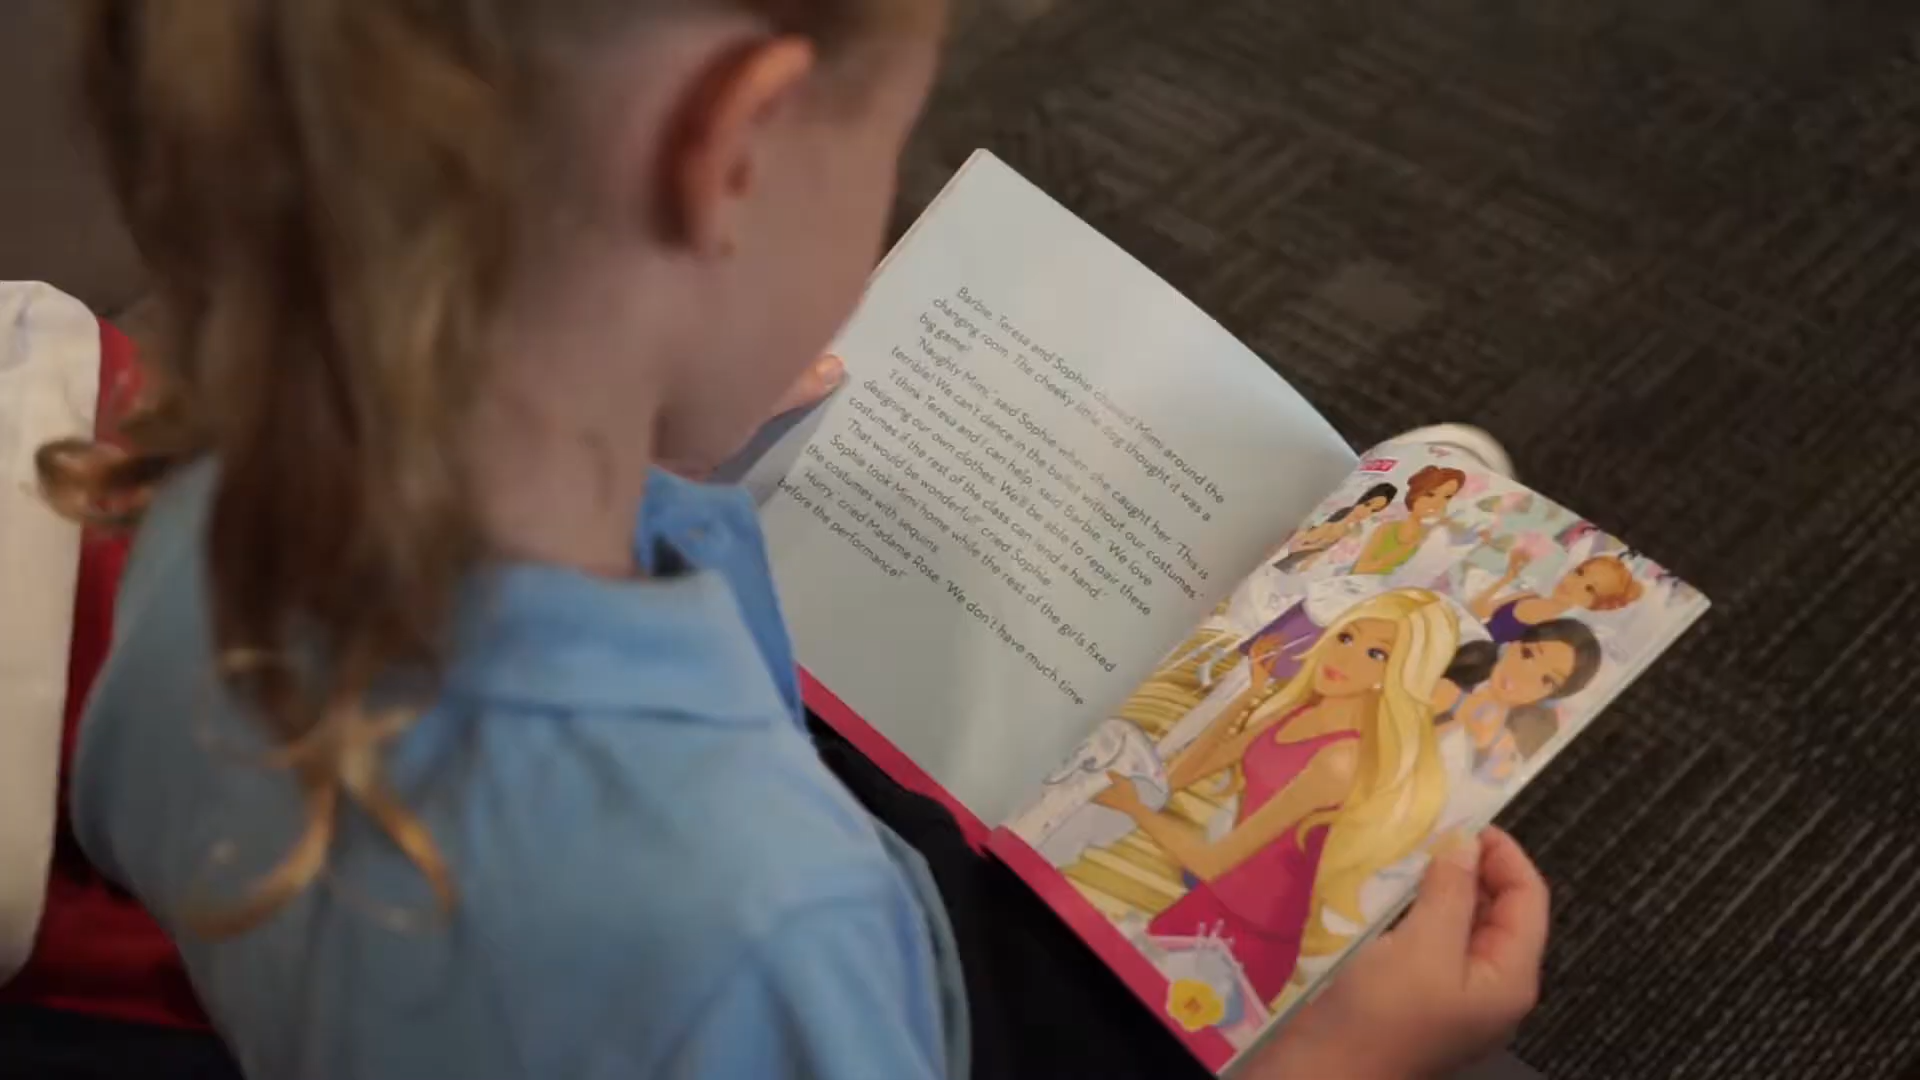 Barbie, Teresa and Sophie chased Mimi around the
changing room. The cheeky little dog thought it was a
big game!
'Naughty Mimi,' said Sophie when she caught her. 'This is
terrible! We can't dance in the ballet without our costumes.'
'I think Teresa and I can help,' said Barbie. 'We love
designing our own clothes. We'll be able to repair these
costumes if the rest of the class can lend a hand.'
'That would be wonderful!' cried Sophie.
Sophie took Mimi home while the rest of the girls fixed
the costumes with sequins.
'Hurry,' cried Madame Rose. 'We don't have much time
before the performance!'